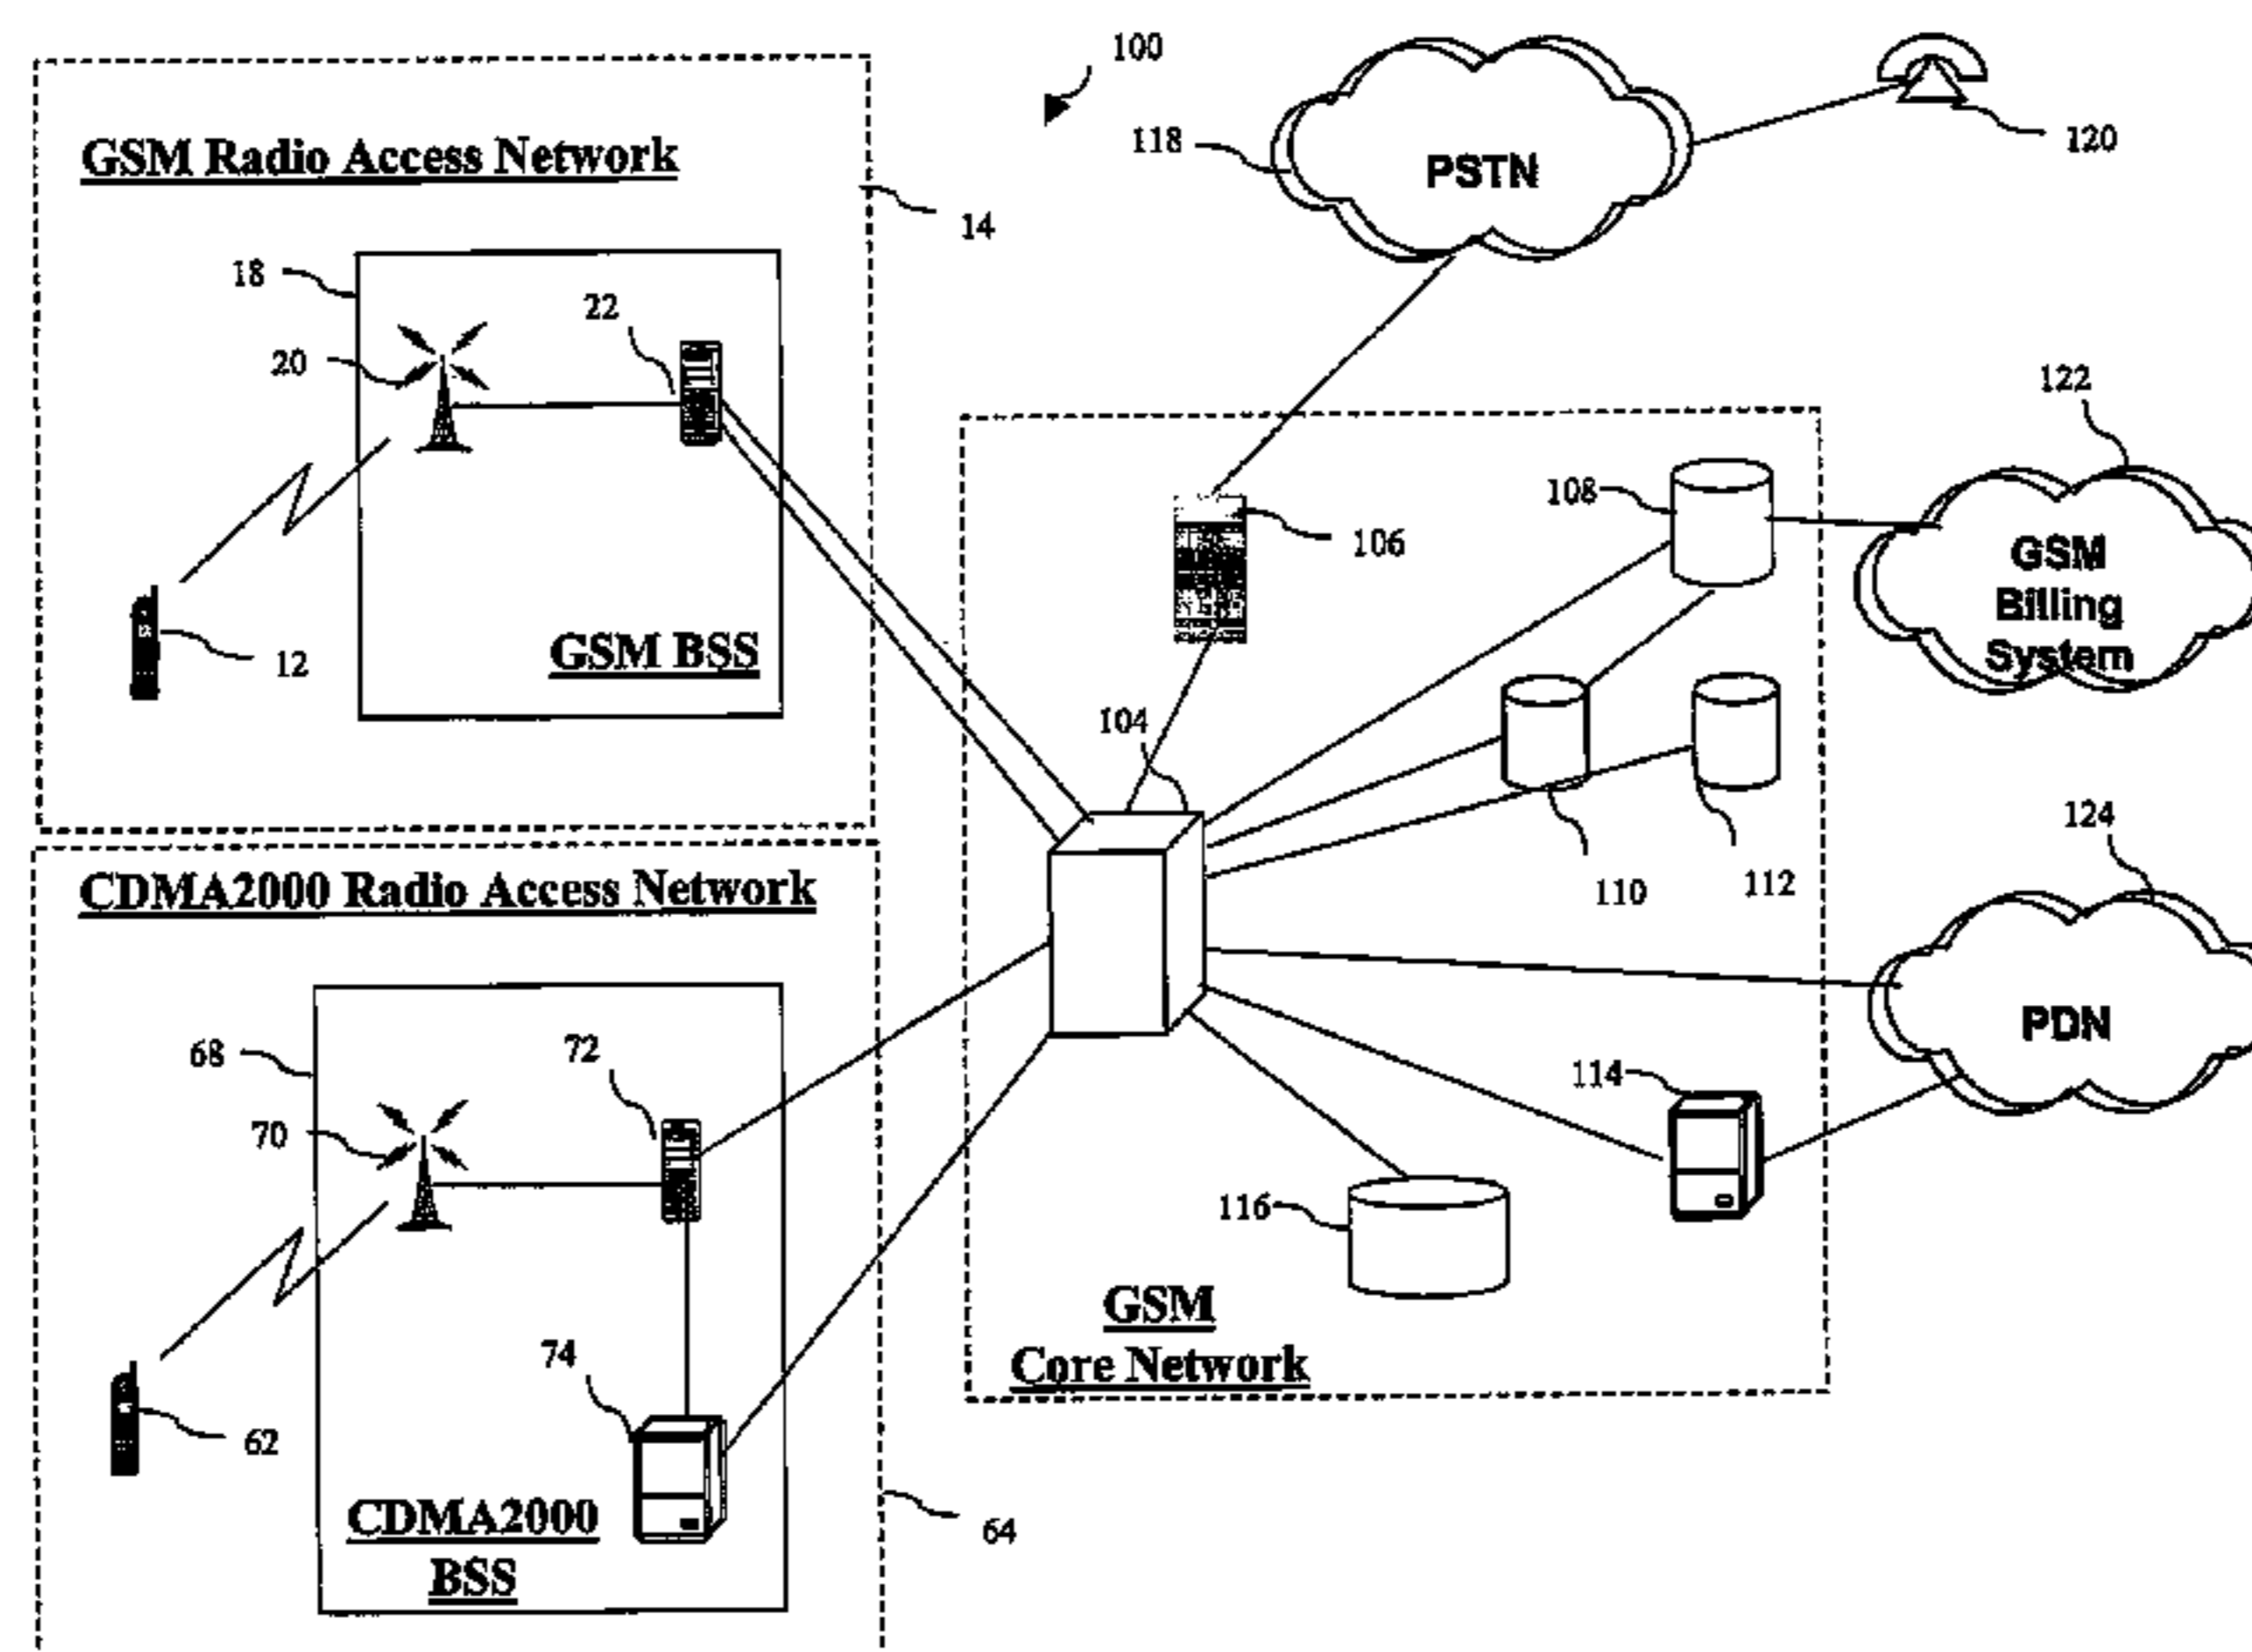 100
118
PSTN
120
GSM Radio Access Network
14
18
22
20
GSM BSS
12
122
108
GSM
Billing
System
106
104
110
112
124
PDN
CDMA2000 Radio Access Network
68
72
70
74
62
CDMA2000
BSS
64
114
116
GSM
Core Network